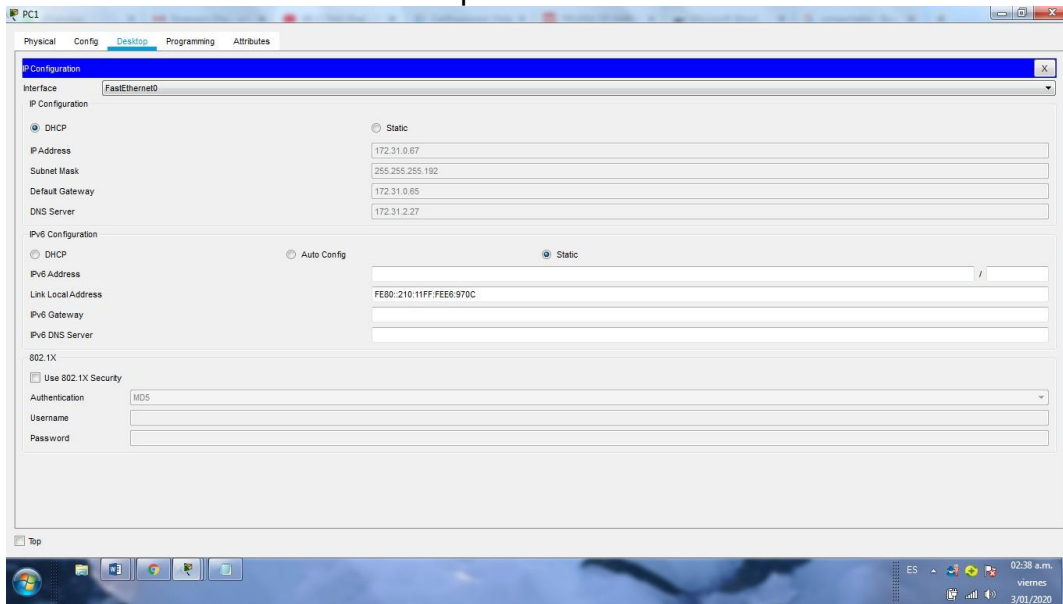 PC1
Physical Config Desktop Programming Attributes
IP Configuration X
Interface FastEthernet0
IP Configuration
DHCP Static
IP Address 172.31.0.67
Subnet Mask 255.255.255.192
Default Gateway 172.31.0.65
DNS Server 172.31.2.27
IPv6 Configuration
DHCP Auto Config Static
IPv6 Address /
Link Local Address FE80::210:11FF:FEE6:970C
IPv6 Gateway
IPv6 DNS Server
802.1X
Use 802.1X Security
Authentication MD5
Username
Password
Top
ES 02:38 a.m.
viernes
3/01/2020